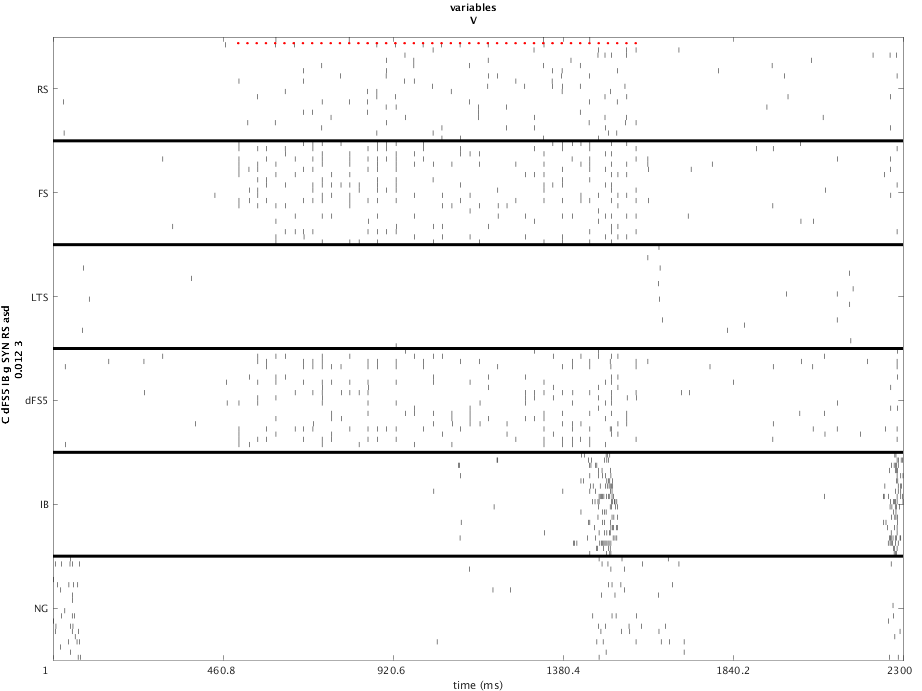 variables
V
RS
FS
LTS
dFS5
IB
NG
C dFS5 IB g SYN RS asd
0.012 3
1
460.8
920.6
1380.4
1840.2
2300
time (ms)